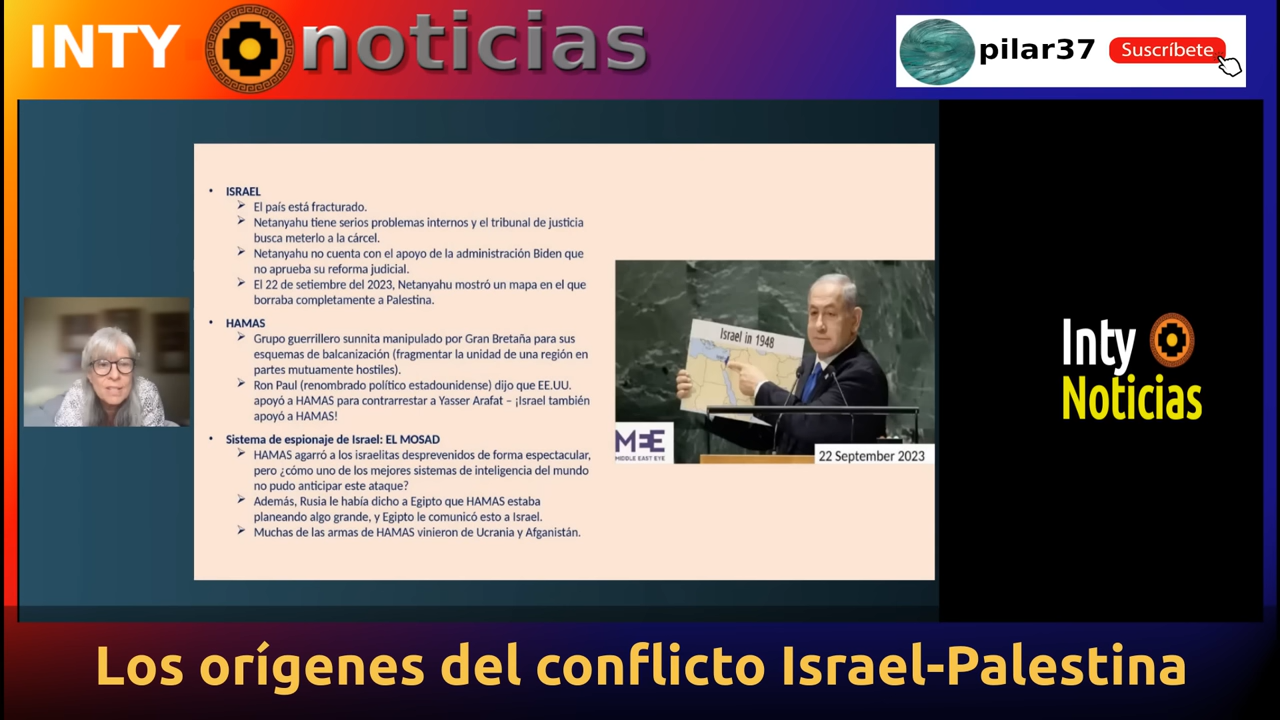 INTY noticias
pilar37 Suscríbete
• ISRAEL
➢ El país está fracturado.
➢ Netanyahu tiene serios problemas internos y el tribunal de justicia
busca meterlo a la cárcel.
➢ Netanyahu no cuenta con el apoyo de la administración Biden que
no aprueba su reforma judicial.
➢ El 22 de setiembre del 2023, Netanyahu mostró un mapa en el que
borraba completamente a Palestina.
• HAMAS
➢ Grupo guerrillero sunnita manipulado por Gran Bretaña para sus
esquemas de balcanización (fragmentar la unidad de una región en
partes mutuamente hostiles).
➢ Ron Paul (renombrado político estadounidense) dijo que EE.UU.
apoyó a HAMAS para contrarrestar a Yasser Arafat – ¡Israel también
apoyó a HAMAS!
• Sistema de espionaje de Israel: EL MOSAD
➢ HAMAS agarró a los israelitas desprevenidos de forma espectacular,
pero ¿cómo uno de los mejores sistemas de inteligencia del mundo
no pudo anticipar este ataque?
➢ Además, Rusia le había dicho a Egipto que HAMAS estaba
planeando algo grande, y Egipto le comunicó esto a Israel.
➢ Muchas de las armas de HAMAS vinieron de Ucrania y Afganistán.
Israel in 1948
MEE
MIDDLE EAST EYE
22 September 2023
Inty
Noticias
Los orígenes del conflicto Israel-Palestina